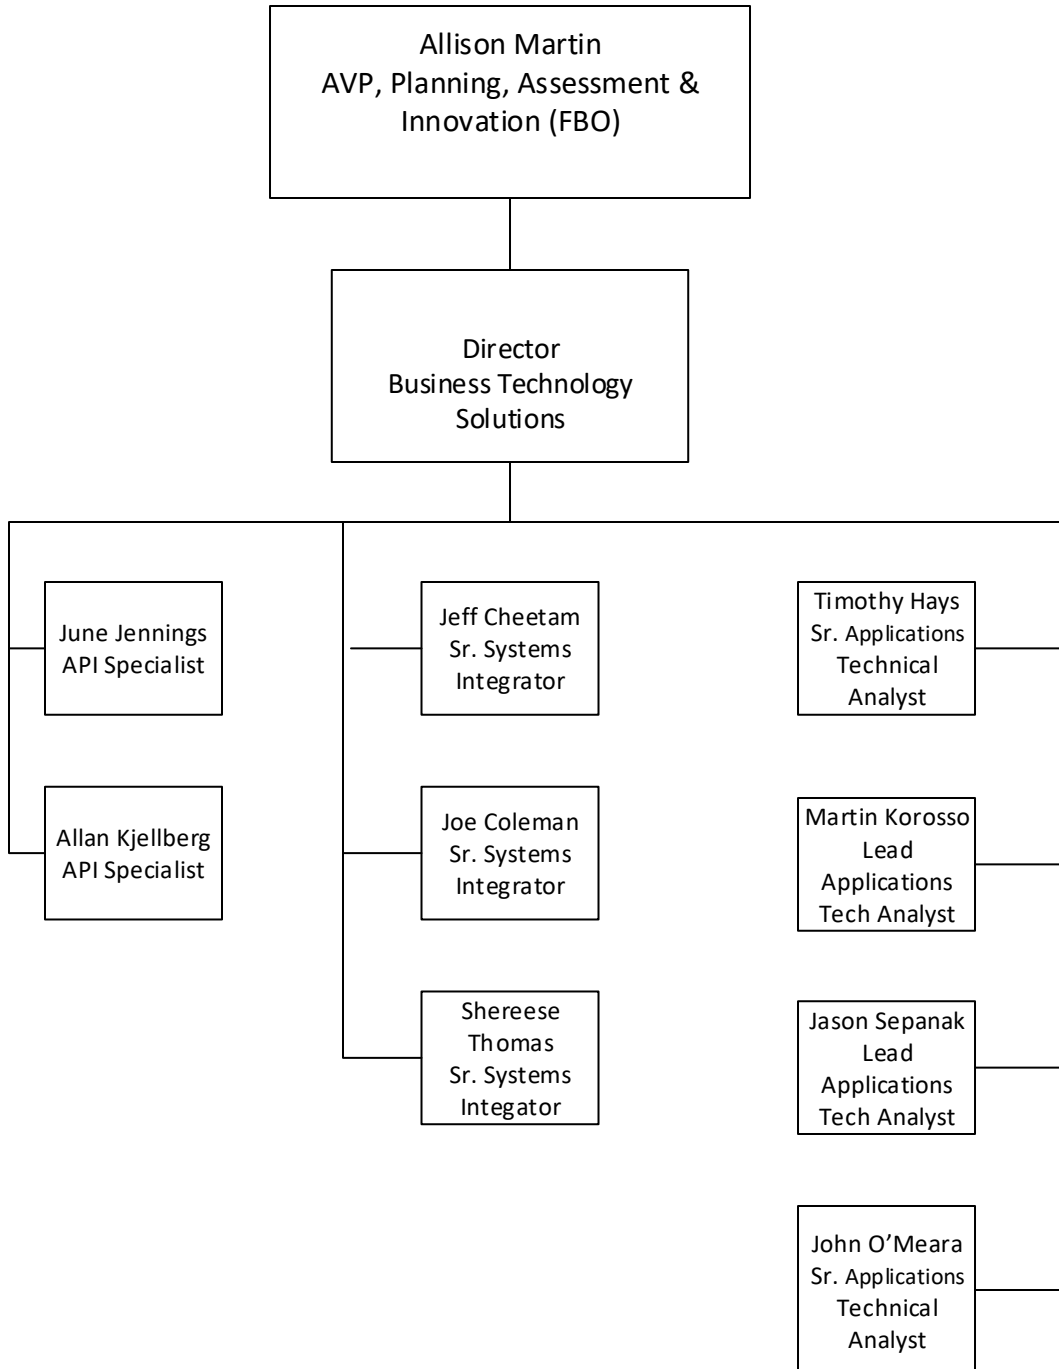 Allison Martin
AVP, Planning, Assessment &
Innovation (FBO)
Director
Business Technology
Solutions
June Jennings
API Specialist
Allan Kjellberg
API Specialist
Jeff Cheetam
Sr. Systems
Integrator
Joe Coleman
Sr. Systems
Integrator
Shereese
Thomas
Sr. Systems
Integator
Timothy Hays
Sr. Applications
Technical
Analyst
Martin Korosso
Lead
Applications
Tech Analyst
Jason Sepanak
Lead
Applications
Tech Analyst
John O’Meara
Sr. Applications
Technical
Analyst